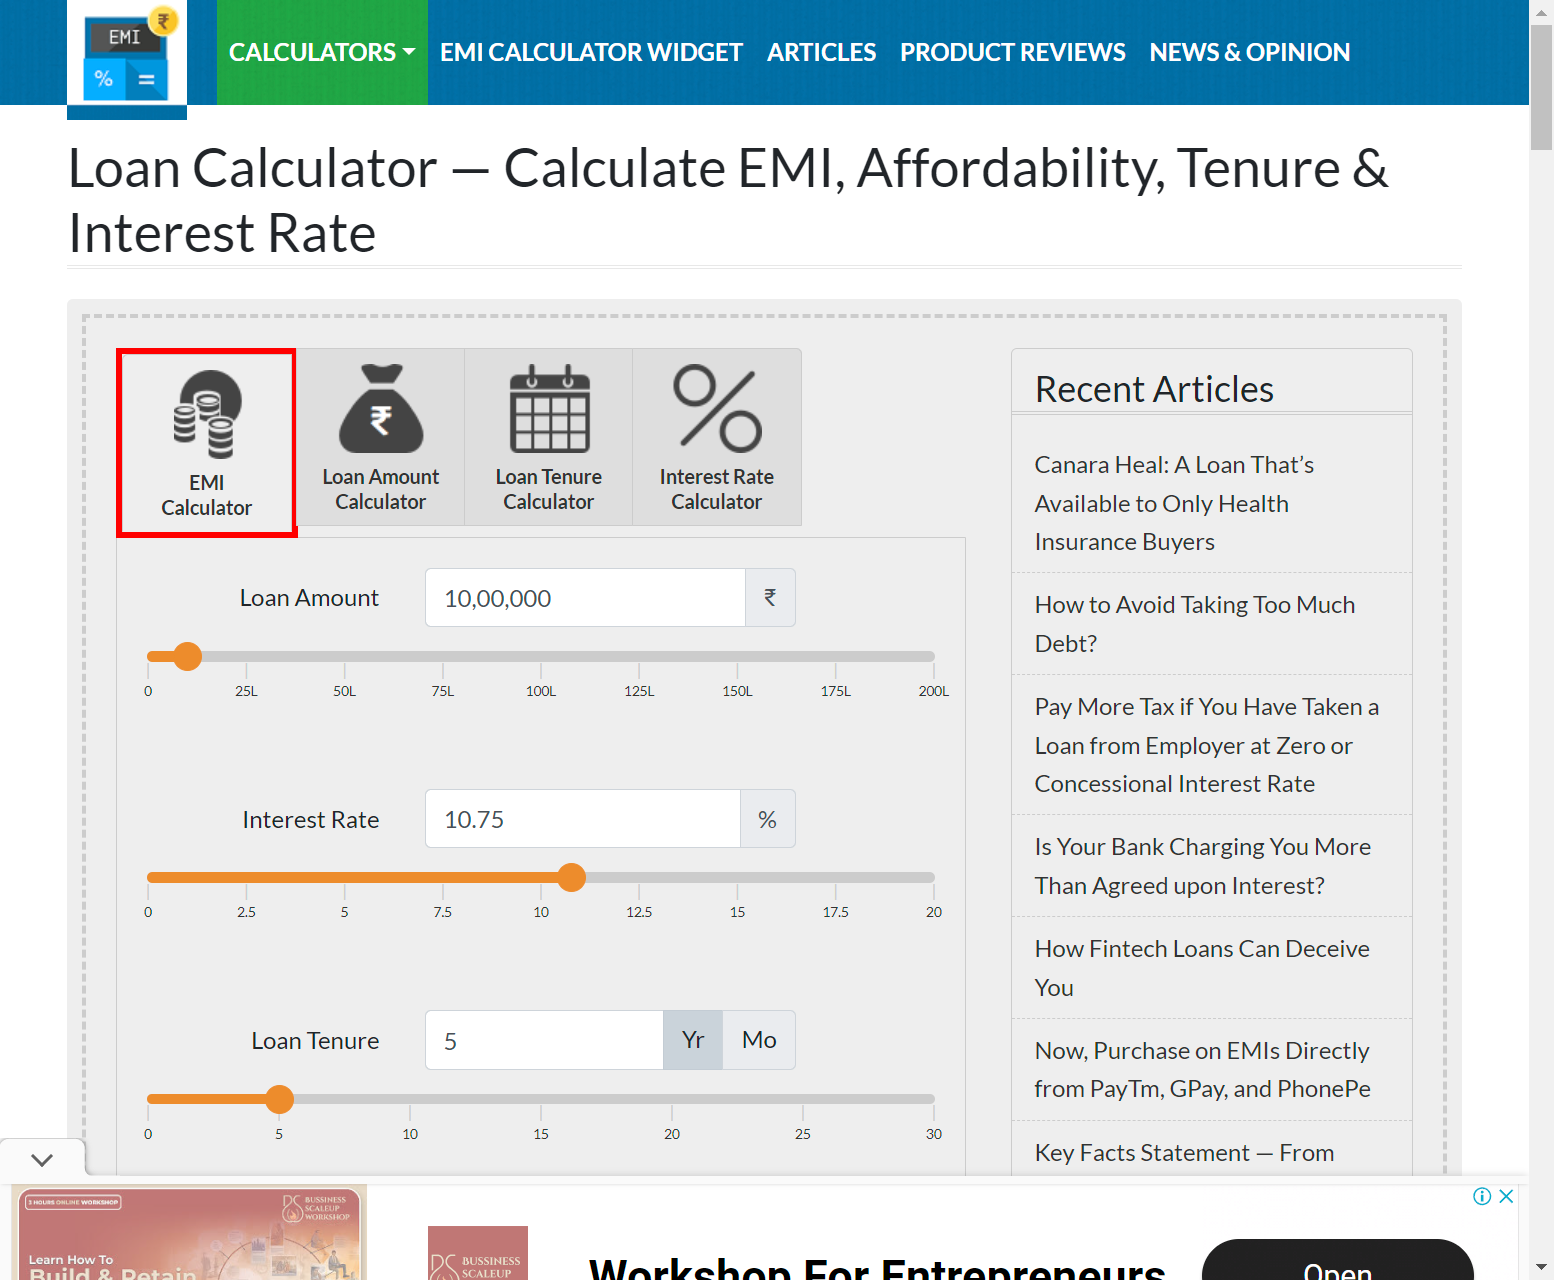 EMI
₹
%
=
CALCULATORS
EMI CALCULATOR WIDGET
ARTICLES
PRODUCT REVIEWS
NEWS & OPINION
Loan Calculator — Calculate EMI, Affordability, Tenure &
Interest Rate
EMI
Calculator
₹
Loan Amount
Calculator
Loan Tenure
Calculator
Interest Rate
Calculator
Loan Amount
10,00,000
₹
0 25L 50L 75L 100L 125L 150L 175L 200L
Interest Rate
10.75
%
0 2.5 5 7.5 10 12.5 15 17.5 20
Loan Tenure
5
Yr
Mo
0 5 10 15 20 25 30
Recent Articles
Canara Heal: A Loan That’s
Available to Only Health
Insurance Buyers
How to Avoid Taking Too Much
Debt?
Pay More Tax if You Have Taken a
Loan from Employer at Zero or
Concessional Interest Rate
Is Your Bank Charging You More
Than Agreed upon Interest?
How Fintech Loans Can Deceive
You
Now, Purchase on EMIs Directly
from PayTm, GPay, and PhonePe
Key Facts Statement — From
3 HOURS ONLINE WORKSHOP
BUSSINESS
SCALEUP
WORKSHOP
Learn How To
Build & Retain
BUSSINESS
SCALEUP
Workshop For Entrepreneurs
Open